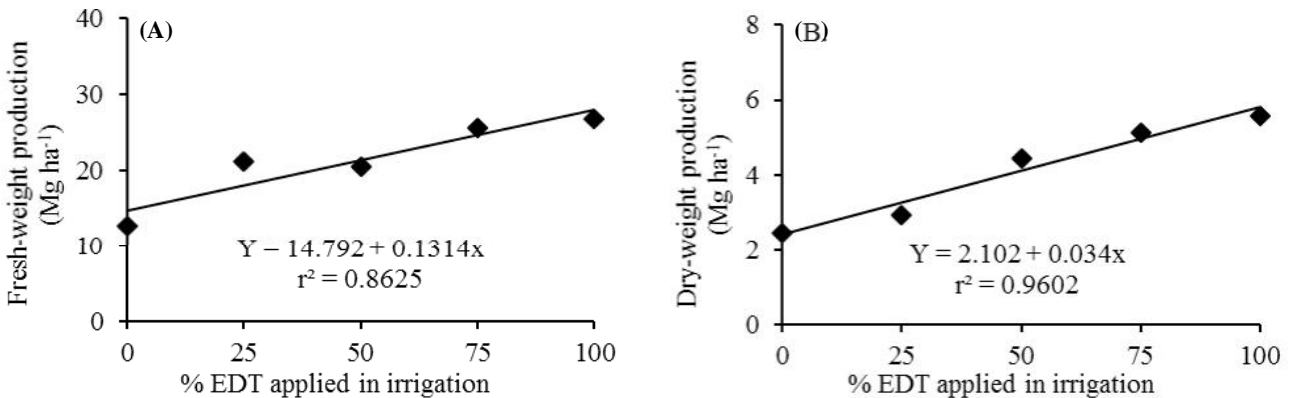 (A)
Fresh-weight production
(Mg ha⁻¹)
40
30
20
10
0
Y – 14.792 + 0.1314x
r² = 0.8625
0 25 50 75 100
% EDT applied in irrigation
(B)
Dry-weight production
(Mg ha⁻¹)
8
6
4
2
0
Y = 2.102 + 0.034x
r² = 0.9602
0 25 50 75 100
% EDT applied in irrigation